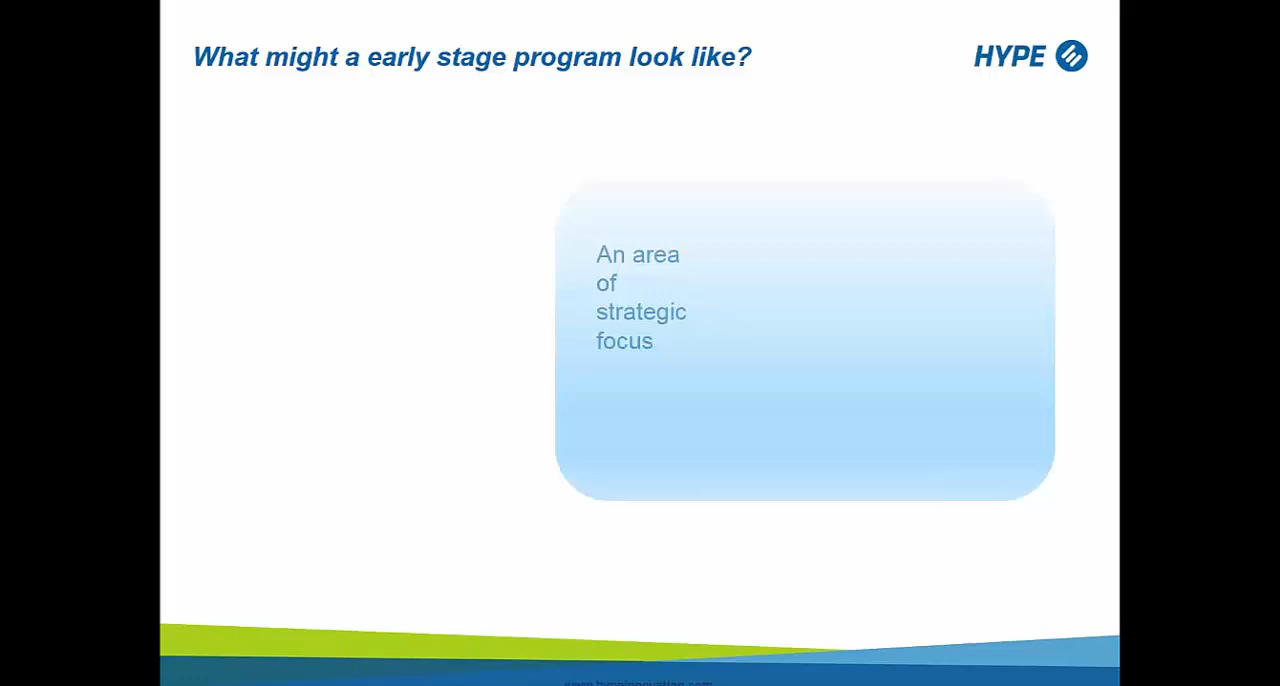 What might a early stage program look like?
HYPE
An area
of
strategic
focus